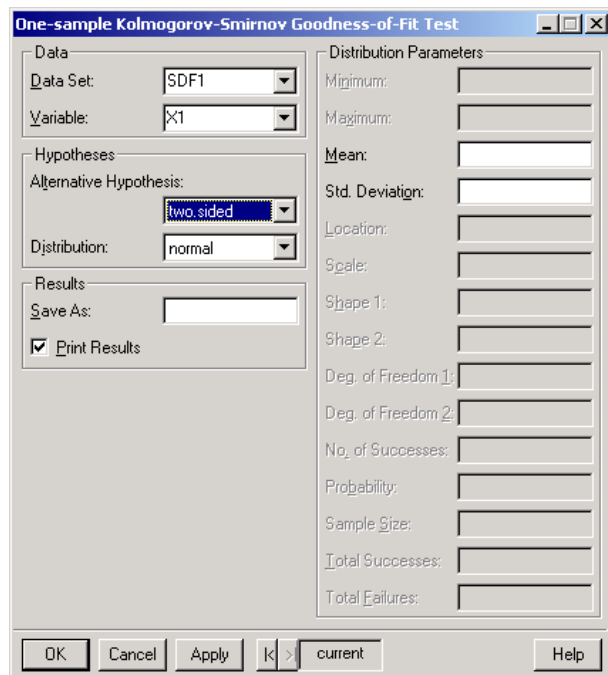 One-sample Kolmogorov-Smirnov Goodness-of-Fit Test
Data
Data Set: SDF1
Variable: X1
Hypotheses
Alternative Hypothesis:
two.sided
Distribution: normal
Results
Save As:
Print Results
Distribution Parameters
Minimum:
Maximum:
Mean:
Std. Deviation:
Location:
Scale:
Shape 1:
Shape 2:
Deg. of Freedom 1:
Deg. of Freedom 2:
No. of Successes:
Probability:
Sample Size:
Total Successes:
Total Failures:
OK Cancel Apply current Help